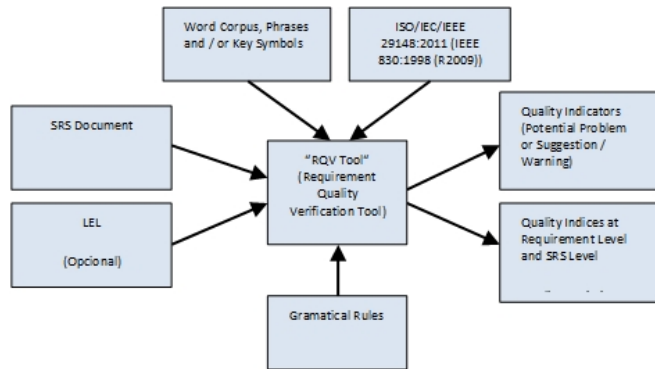 Word Corpus, Phrases
and / or Key Symbols
ISO/IEC/IEEE
29148:2011 (IEEE
830:1998 (R2009))
SRS Document
"RQV Tool"
(Requirement
Quality
Verification Tool)
Quality Indicators
(Potential Problem
or Suggestion /
Warning)
LEL
(Opcional)
Quality Indices at
Requirement Level
and SRS Level
Gramatical Rules